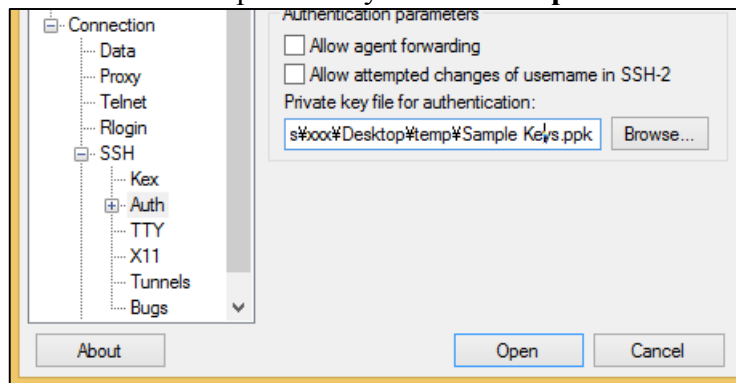 Connection
Data
Proxy
Telnet
Rlogin
SSH
Kex
Auth
TTY
X11
Tunnels
Bugs
Authentication parameters
Allow agent forwarding
Allow attempted changes of username in SSH-2
Private key file for authentication:
s¥xxx¥Desktop¥temp¥Sample Keys.ppk
Browse...
About
Open
Cancel